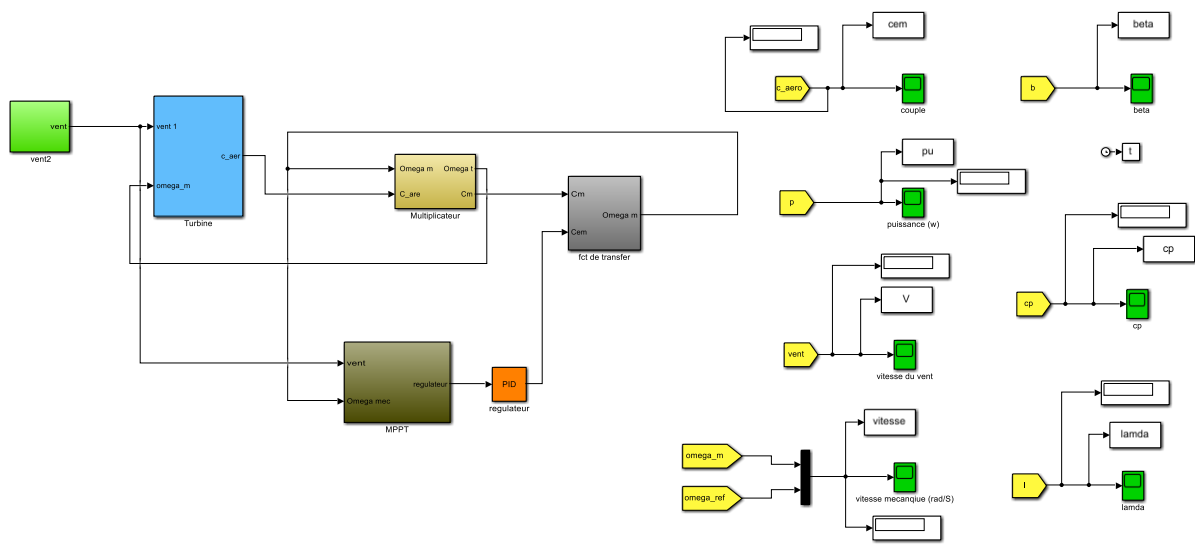 vent
vent2
vent 1
omega_m
c_aer
Turbine
Omega m
C_are
Omega t
Cm
Multiplicateur
Cm
Cem
Omega m
fct de transfer
vent
Omega mec
regulateur
MPPT
PID
regulateur
c_aero
cem
couple
p
pu
puissance (w)
vent
V
vitesse du vent
omega_m
omega_ref
vitesse
vitesse mecanqiue (rad/S)
b
beta
beta
t
cp
cp
cp
l
lamda
lamda